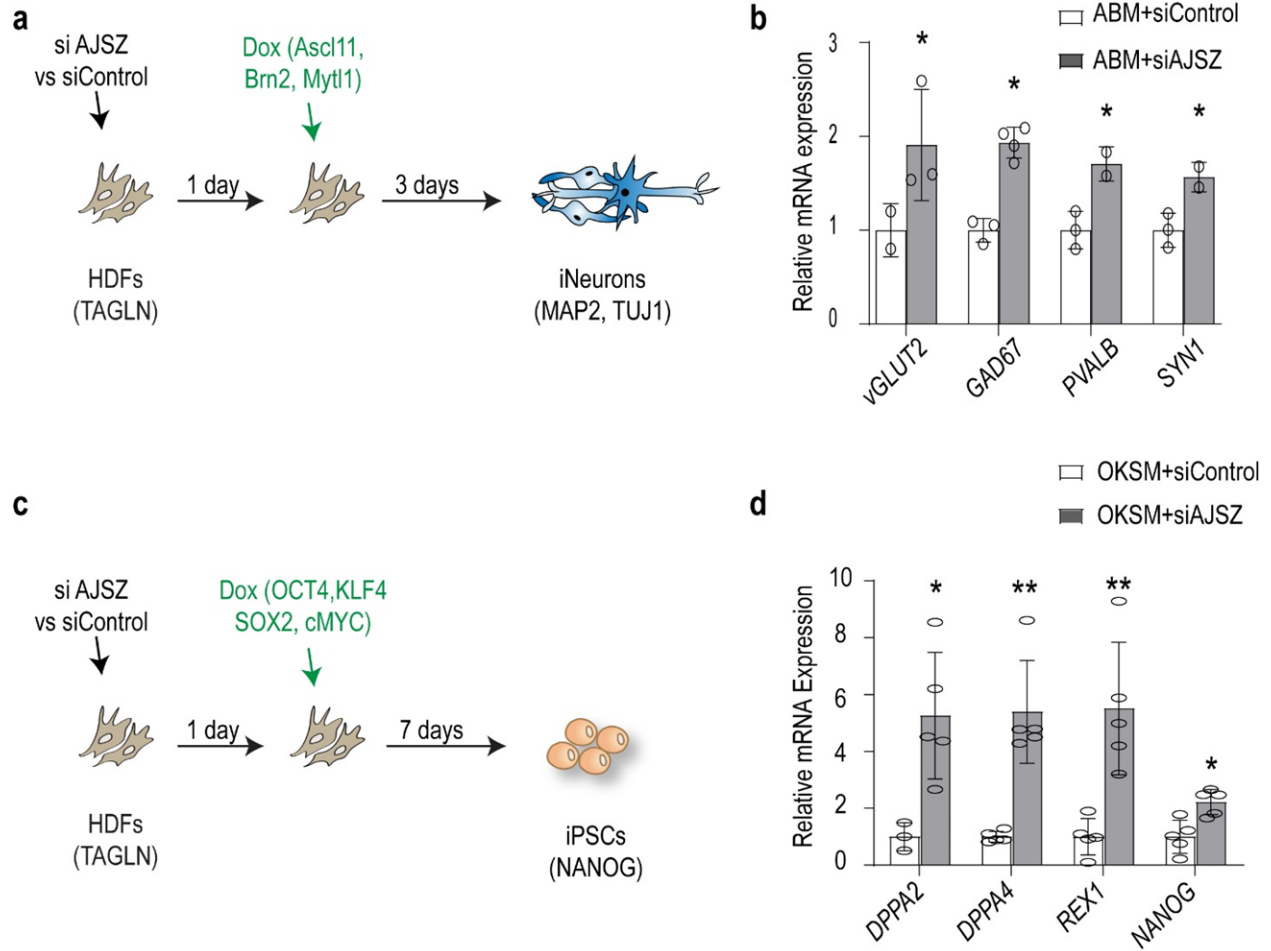 a
si AJSZ
vs siControl
Dox (Ascl11,
Brn2, Mytl1)
1 day
3 days
HDFs
(TAGLN)
iNeurons
(MAP2, TUJ1)
b
ABM+siControl
ABM+siAJSZ
Relative mRNA expression
3
2
1
0
*
*
*
*
vGLUT2
GAD67
PVALB
SYN1
c
si AJSZ
vs siControl
Dox (OCT4,KLF4
SOX2, cMYC)
1 day
7 days
HDFs
(TAGLN)
iPSCs
(NANOG)
d
OKSM+siControl
OKSM+siAJSZ
Relative mRNA Expression
10
8
6
4
2
0
*
**
**
*
DPPA2
DPPA4
REX1
NANOG